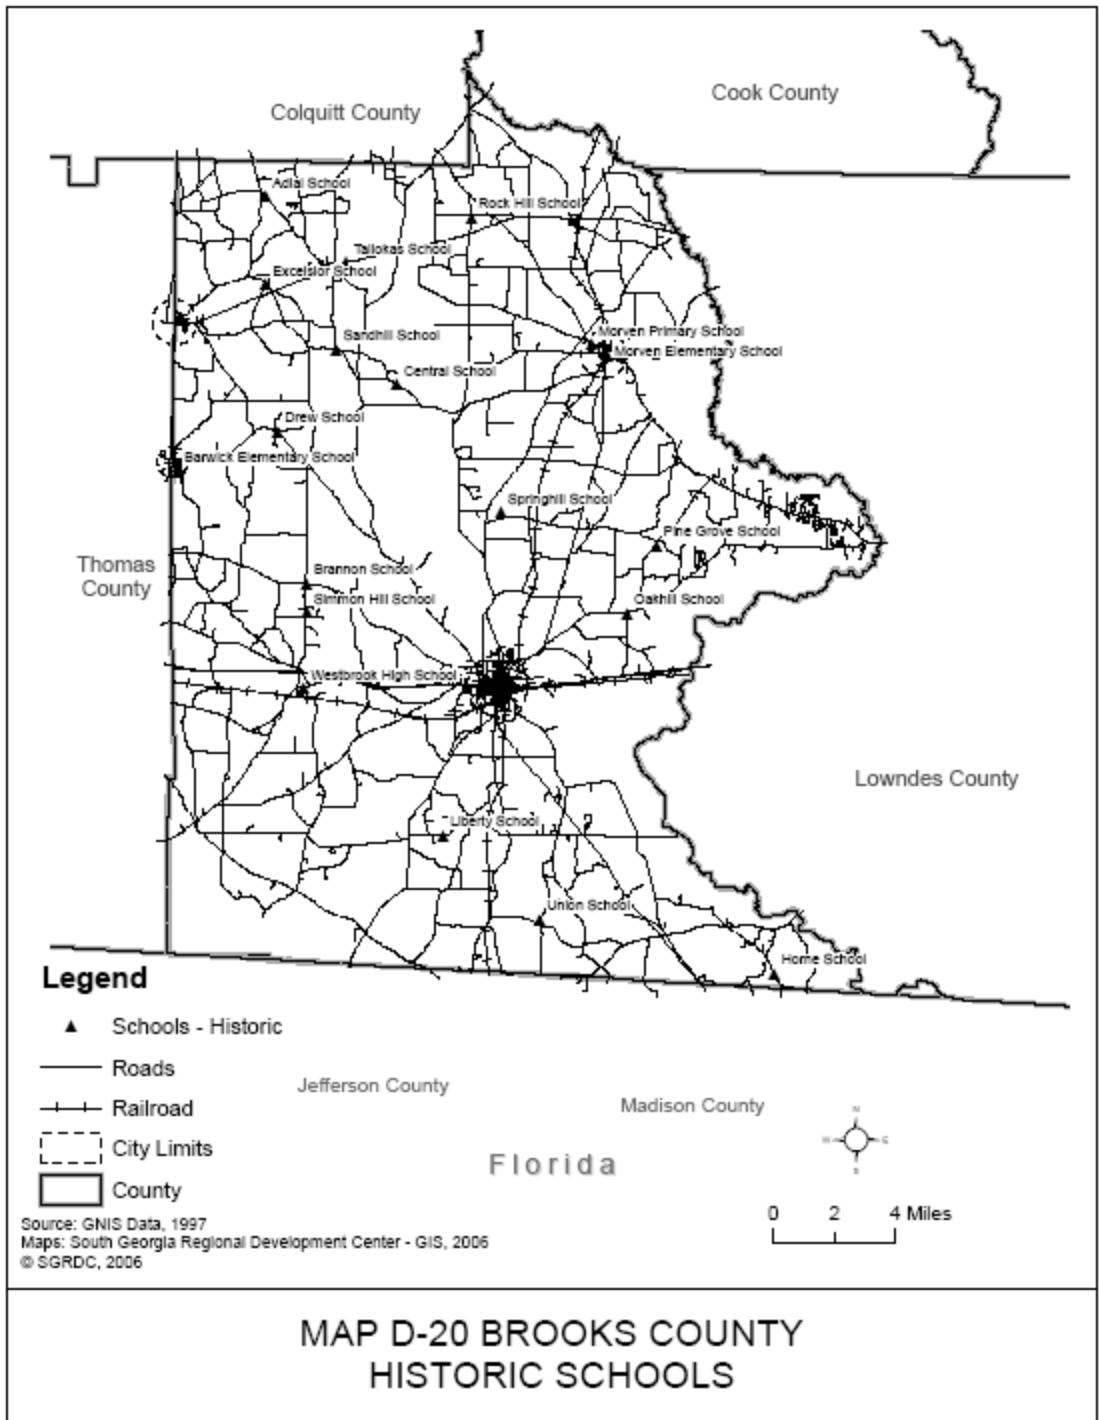 Colquitt County
Cook County
Adial School
Rock Hill School
Tallokas School
Excelsior School
Sandhill School
Morven Primary School
Morven Elementary School
Central School
Drew School
Barwick Elementary School
Springhill School
Pine Grove School
Thomas
County
Brannon School
Simmon Hill School
Oakhill School
Westbrook High School
Lowndes County
Liberty School
Union School
Home School
Legend
Schools - Historic
Roads
Railroad
City Limits
County
Jefferson County
Madison County
Florida
N
W
E
S
0 2 4 Miles
Source: GNIS Data, 1997
Maps: South Georgia Regional Development Center - GIS, 2006
© SGRDC, 2006
MAP D-20 BROOKS COUNTY
HISTORIC SCHOOLS